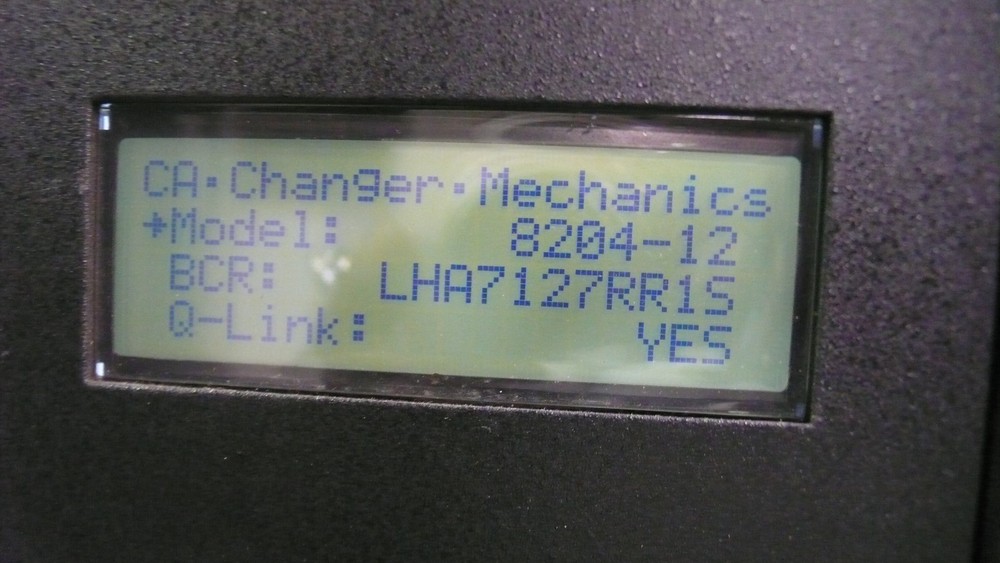 CA·Changer·Mechanics
→Model: 8204-12
BCR: LHA7127RR1S
Q-Link: YES